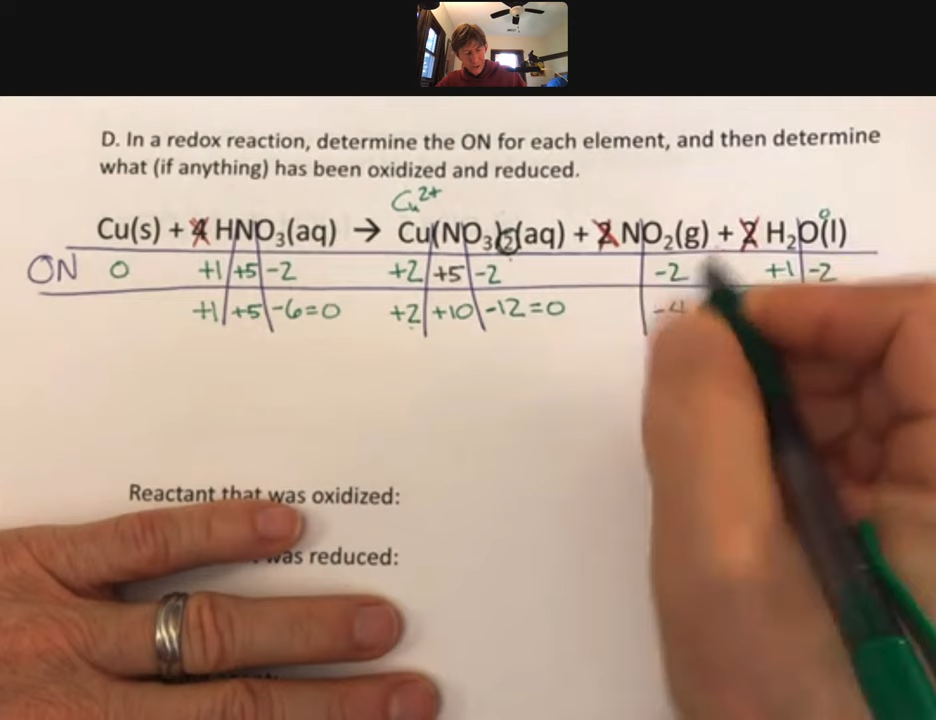 D. In a redox reaction, determine the ON for each element, and then determine
what (if anything) has been oxidized and reduced.
Cu²⁺
Cu(s) + 4 HNO₃(aq) → Cu(NO₃)₂(aq) + 2 NO₂(g) + 2 H₂O(l)
ON 0 +1 +5 -2 +2 +5 -2 -2 +1 -2
+1 +5 -6=0 +2 +10 -12=0 -4
Reactant that was oxidized:
was reduced: